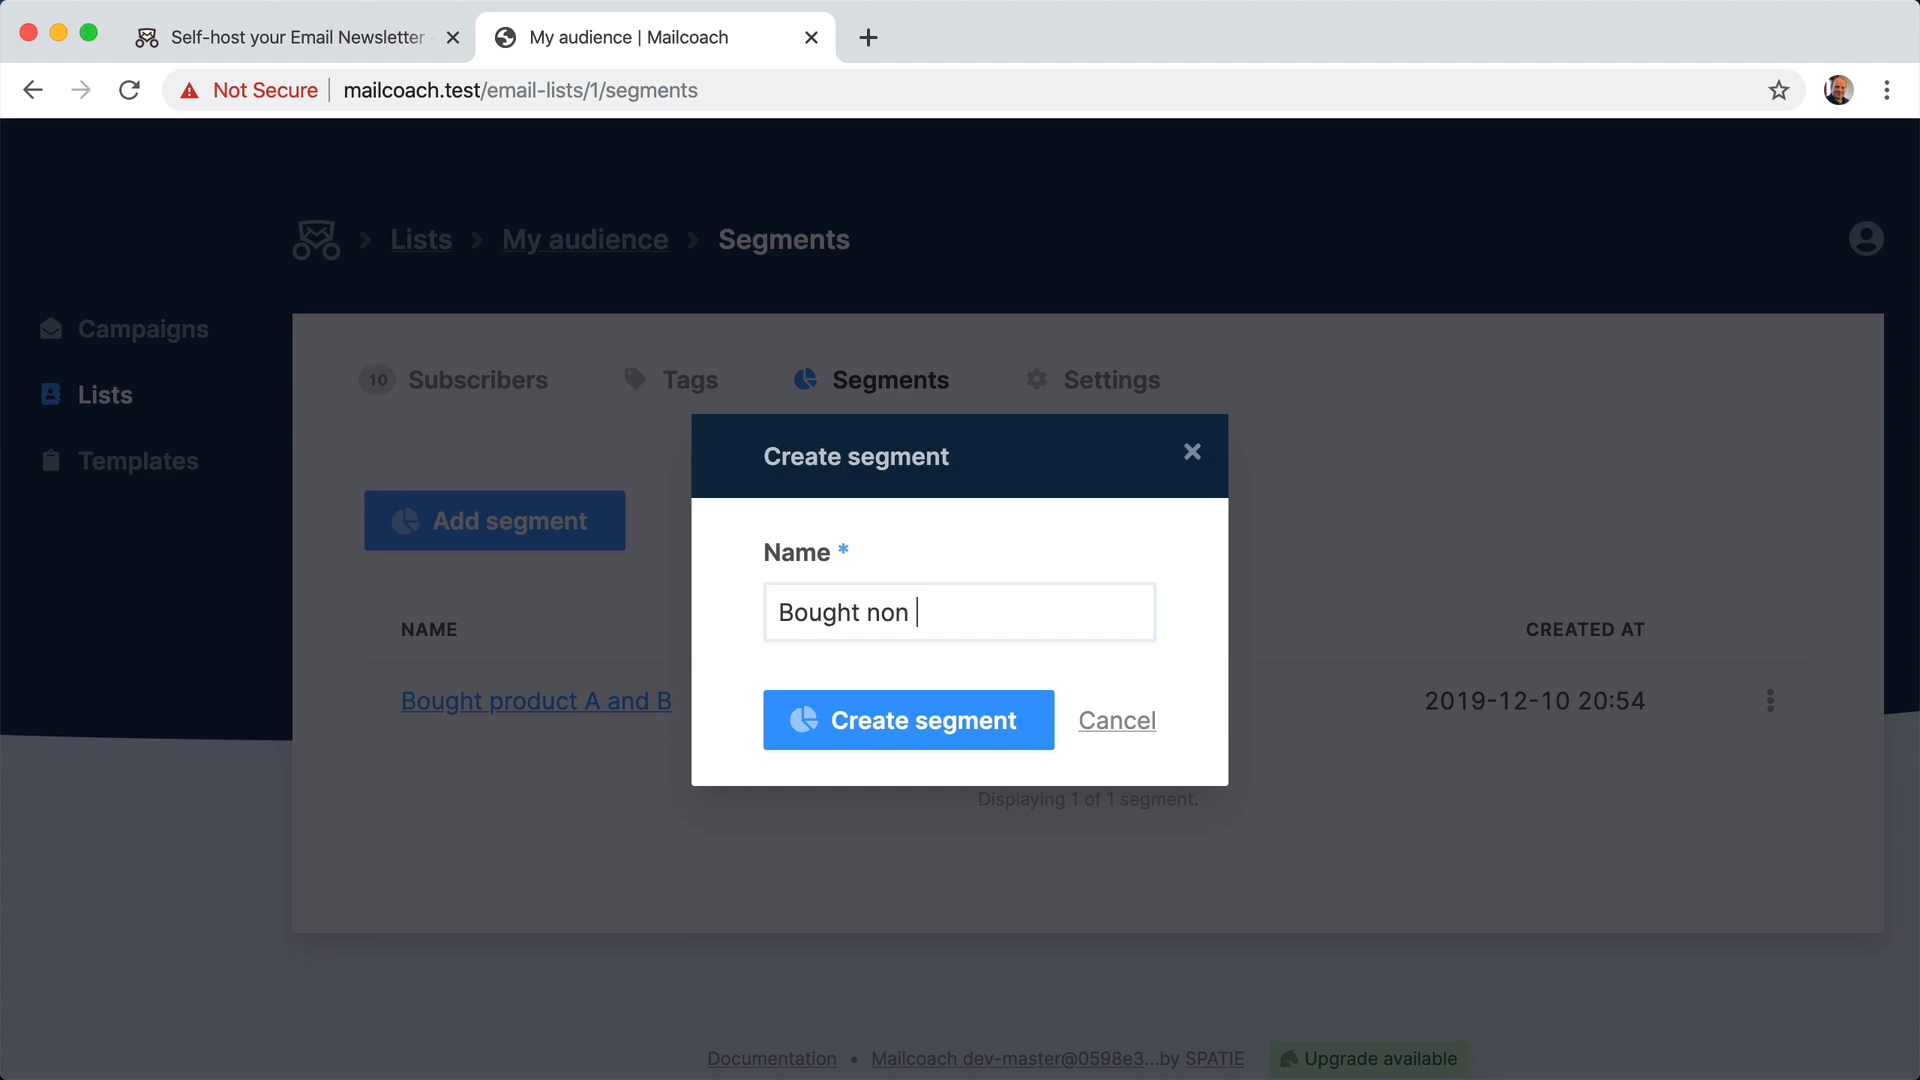 Self-host your Email Newsletter
My audience | Mailcoach
Not Secure
mailcoach.test/email-lists/1/segments
Lists
My audience
Segments
Campaigns
Lists
Templates
10 Subscribers
Tags
Segments
Settings
Create segment
Add segment
Name *
Bought non
NAME
CREATED AT
Bought product A and B
2019-12-10 20:54
Create segment
Cancel
Displaying 1 of 1 segment.
Documentation • Mailcoach dev-master@0598e3...by SPATIE
Upgrade available